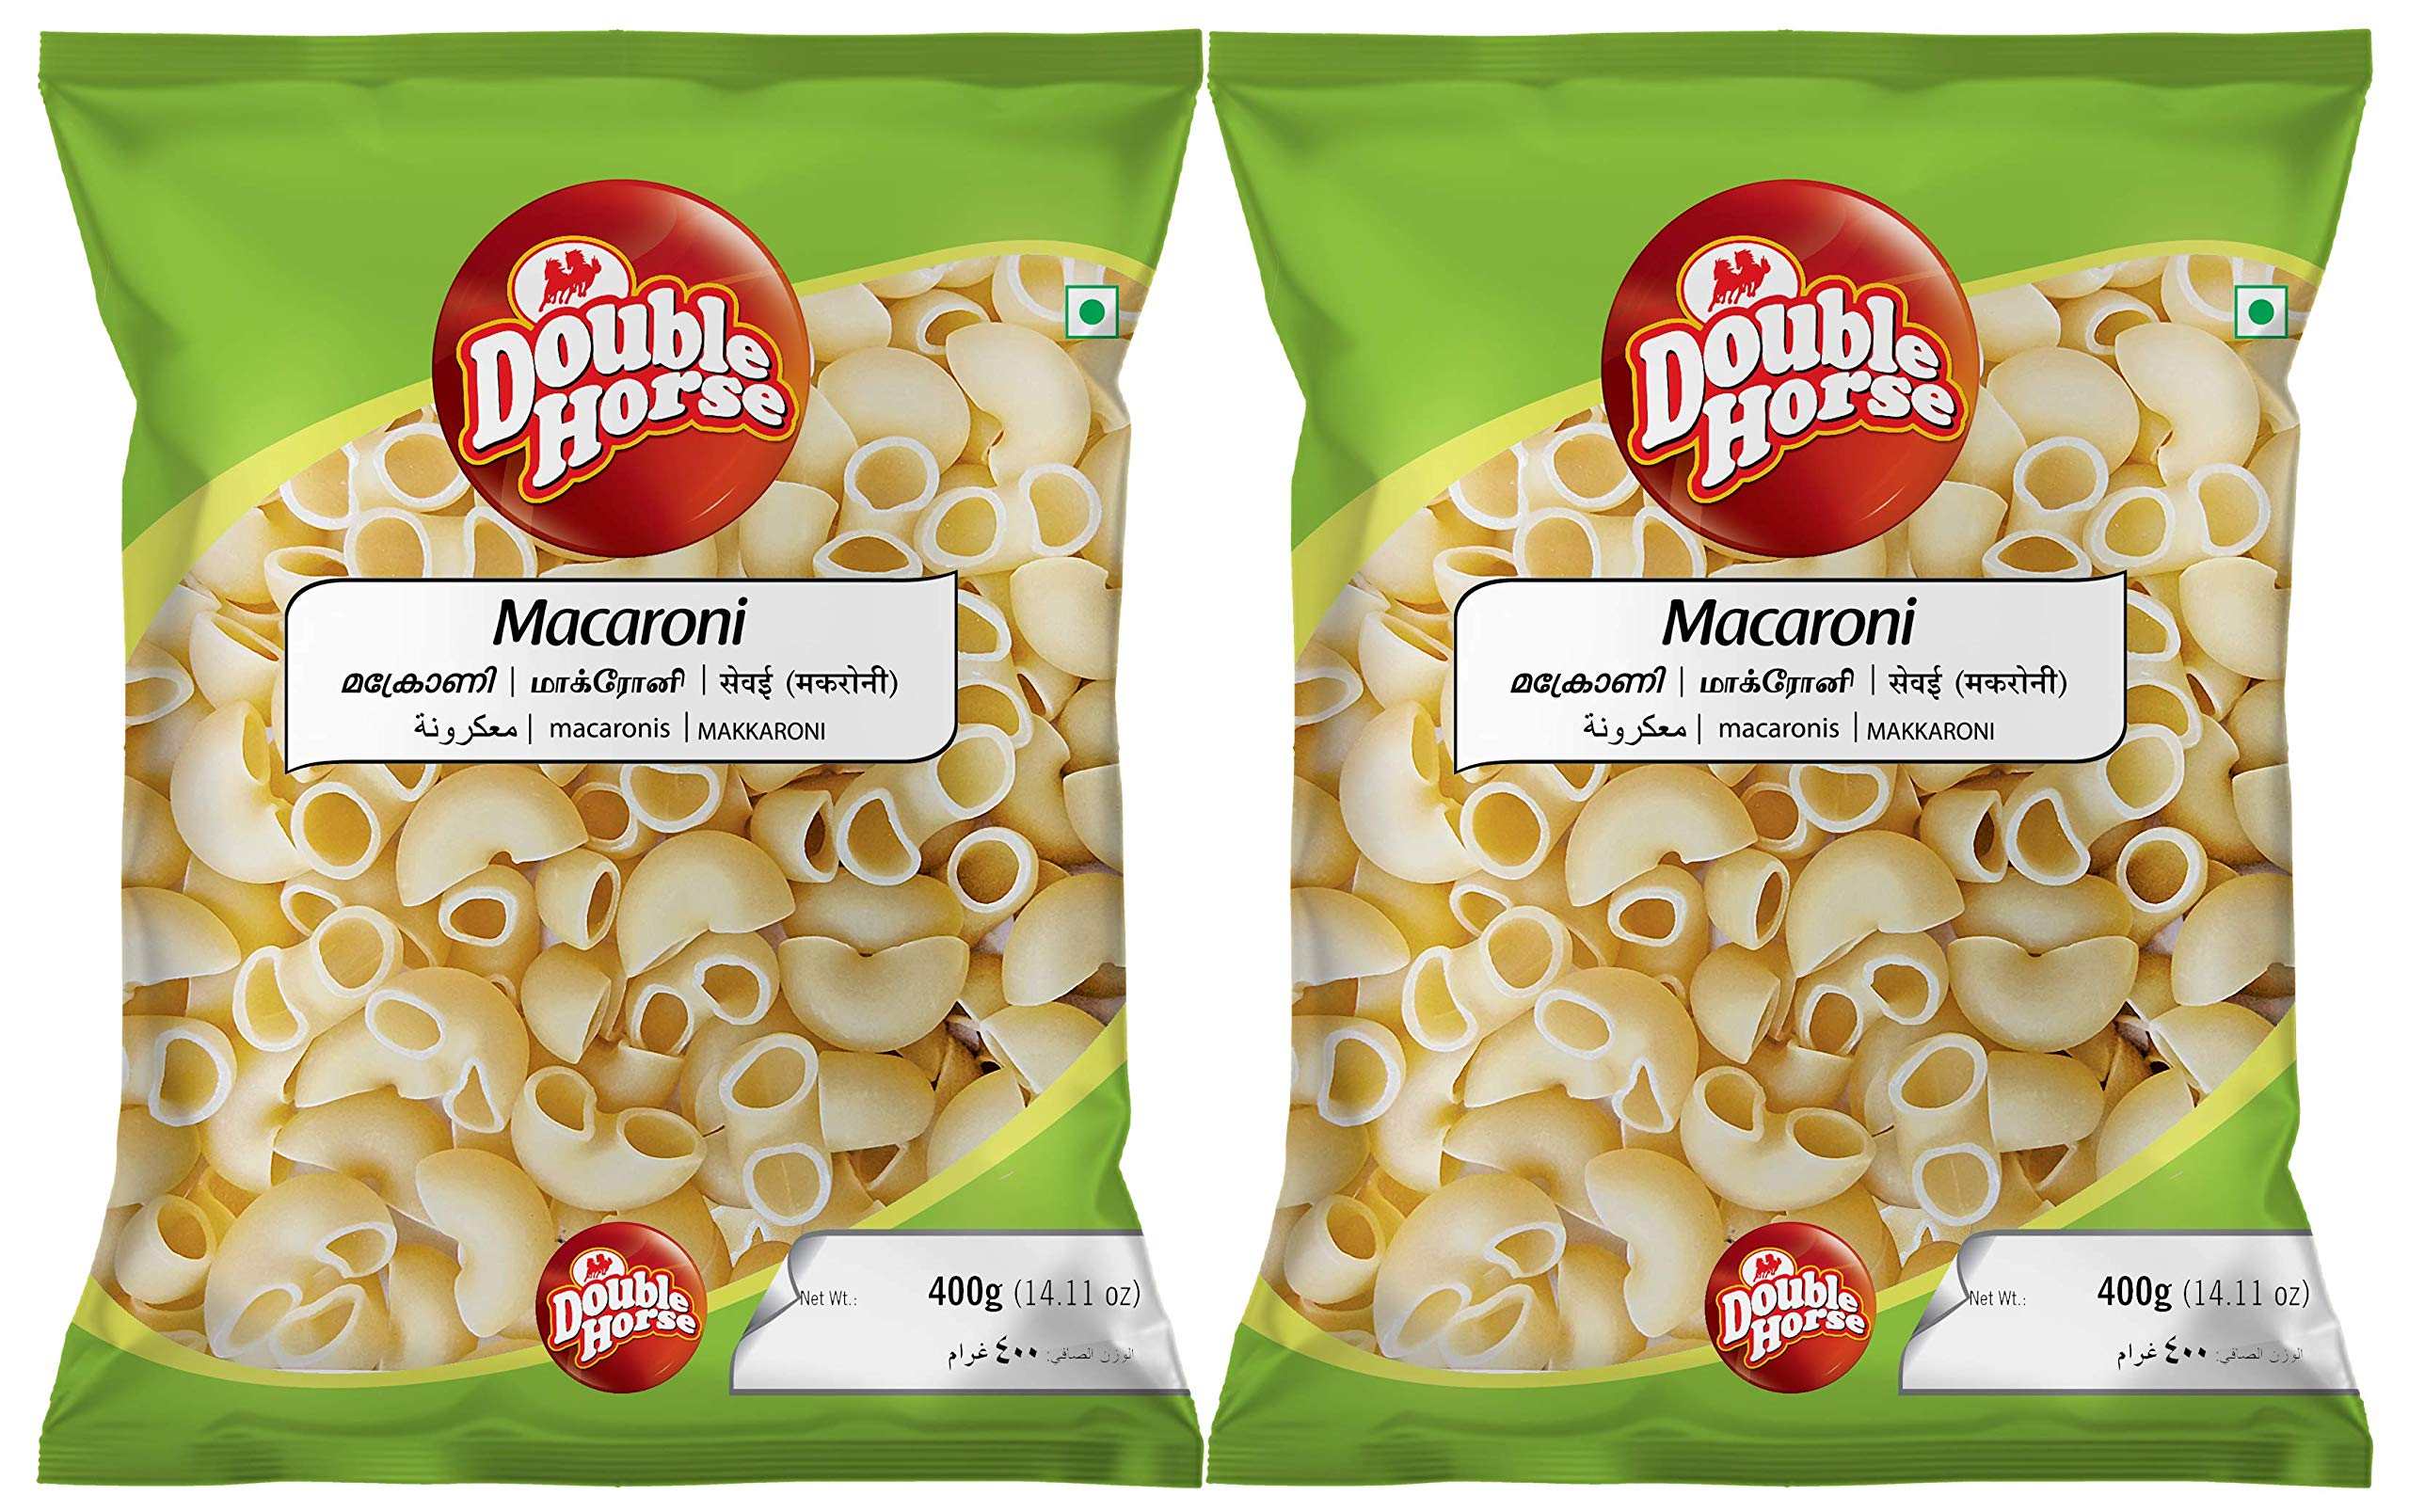 Double
Horse
Macaroni
മക്രോണി | மாக்ரோனி | सेवई (मकरोनी)
معكرونة | macaronis | MAKKARONI
Double
Horse
Net Wt.: 400g (14.11 oz)
الوزن الصافي: ٤٠٠ غرام
Double
Horse
Macaroni
മക്രോണി | மாக்ரோனி | सेवई (मकरोनी)
معكرونة | macaronis | MAKKARONI
Double
Horse
Net Wt.: 400g (14.11 oz)
الوزن الصافي: ٤٠٠ غرام